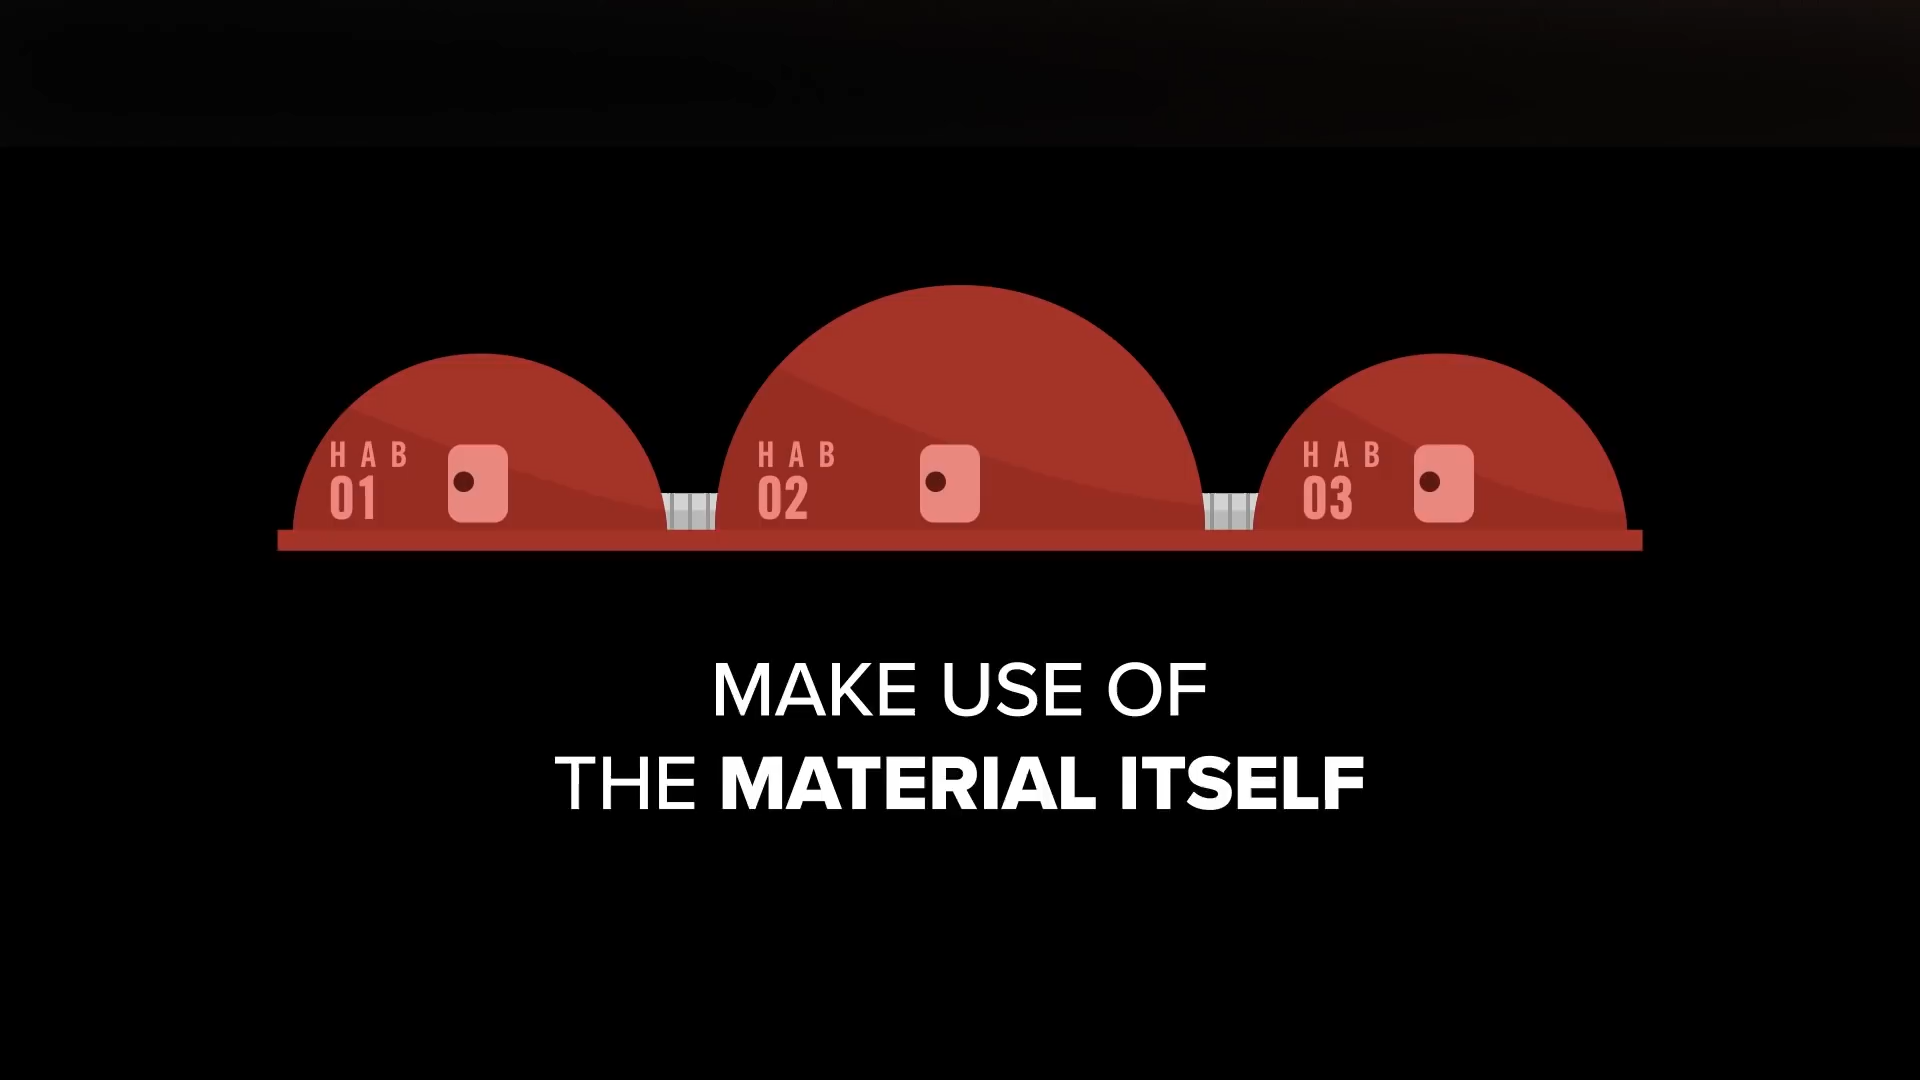 HAB
01
HAB
02
HAB
03
MAKE USE OF
THE MATERIAL ITSELF